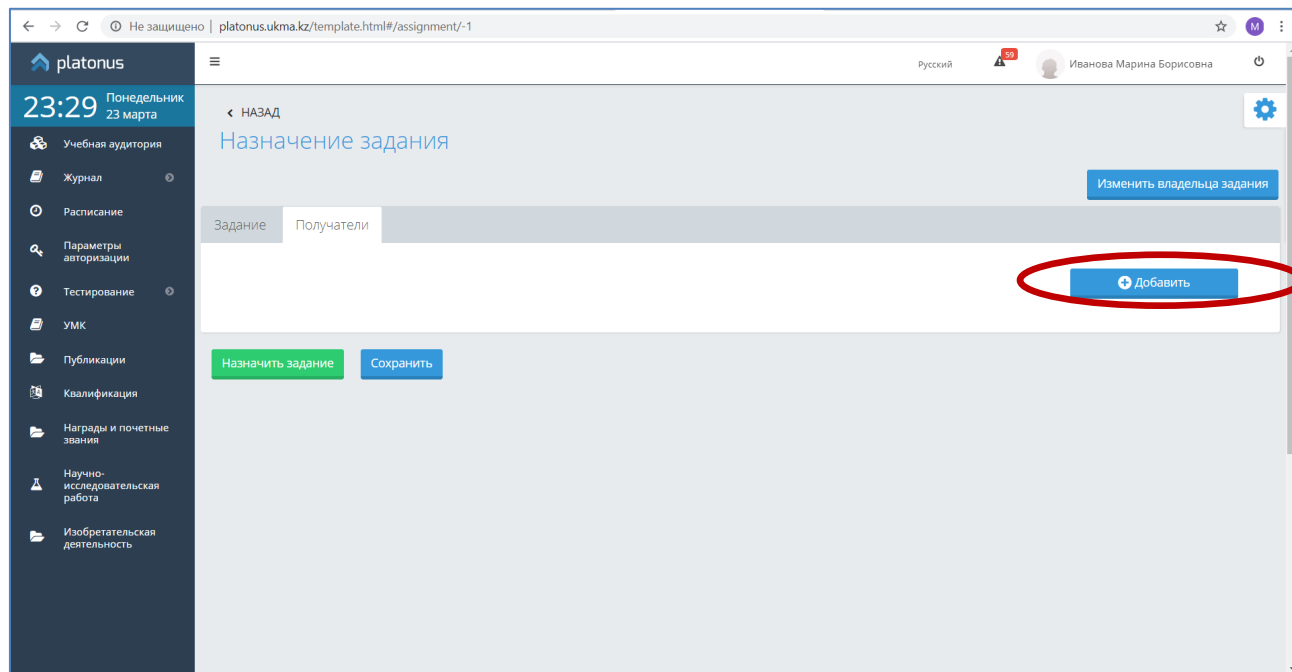 Не защищено | platonus.ukma.kz/template.html#/assignment/-1
M
platonus
Русский
59
Иванова Марина Борисовна
23:29
Понедельник
23 марта
НАЗАД
Назначение задания
Учебная аудитория
Журнал
Расписание
Параметры
авторизации
Тестирование
УМК
Публикации
Квалификация
Награды и почетные
звания
Научно-
исследовательская
работа
Изобретательская
деятельность
Изменить владельца задания
Задание
Получатели
Добавить
Назначить задание
Сохранить